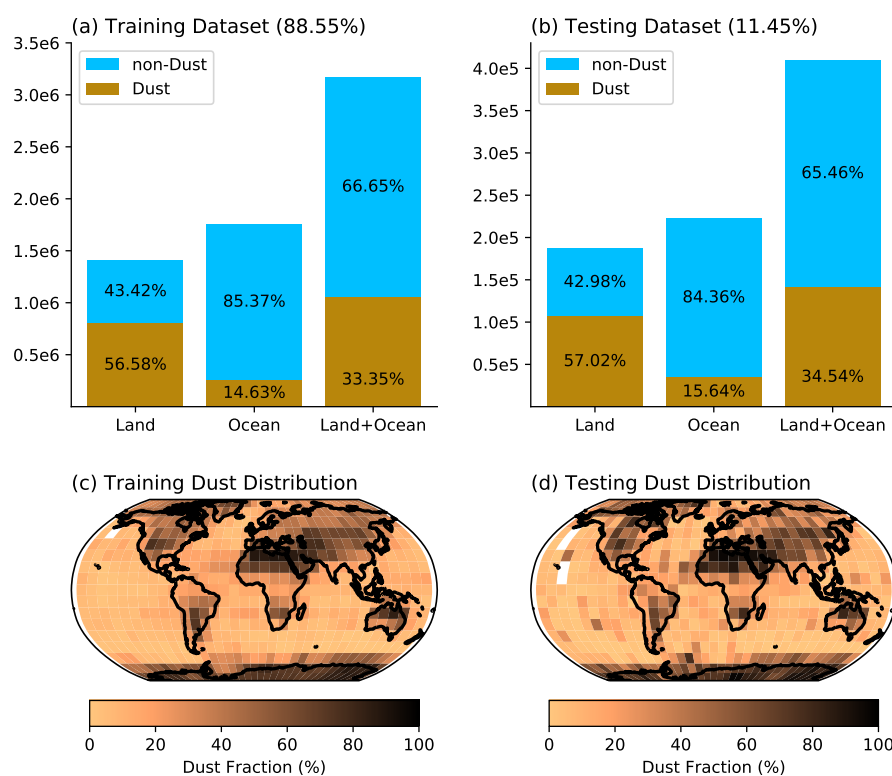 (a) Training Dataset (88.55%)
3.5e6
3.0e6
2.5e6
2.0e6
1.5e6
1.0e6
0.5e6
non-Dust
Dust
43.42%
56.58%
85.37%
14.63%
66.65%
33.35%
Land Ocean Land+Ocean
(b) Testing Dataset (11.45%)
4.0e5
3.5e5
3.0e5
2.5e5
2.0e5
1.5e5
1.0e5
0.5e5
non-Dust
Dust
42.98%
57.02%
84.36%
15.64%
65.46%
34.54%
Land Ocean Land+Ocean
(c) Training Dust Distribution
0 20 40 60 80 100
Dust Fraction (%)
(d) Testing Dust Distribution
0 20 40 60 80 100
Dust Fraction (%)